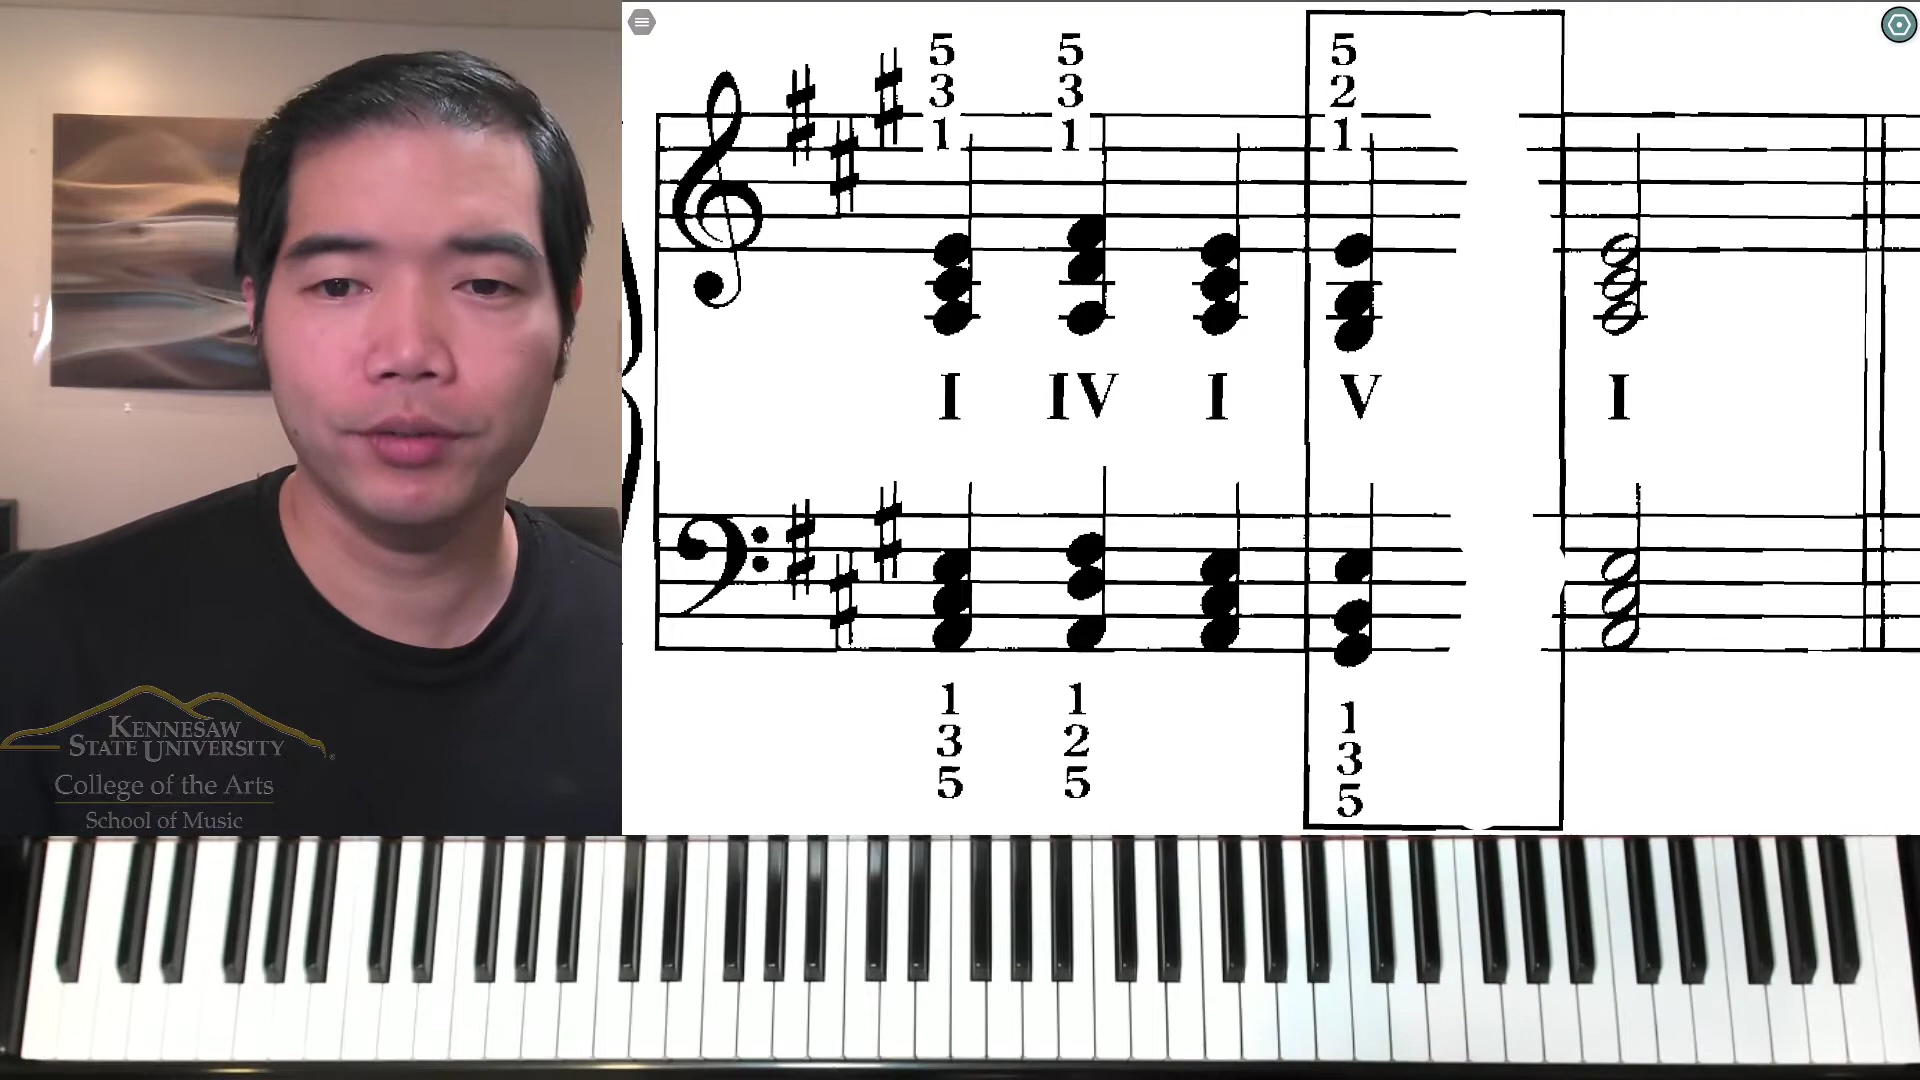 5 5 5
3 3 2
1 1 1
I IV I V I
1 1 1
3 2 3
5 5 5
KENNESAW
STATE UNIVERSITY
College of the Arts
School of Music